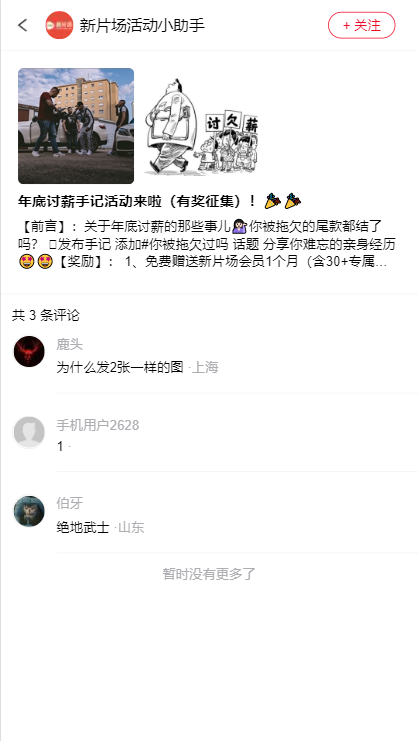 新片场活动小助手
+ 关注
讨 欠 薪
年底讨薪手记活动来啦（有奖征集）！🎉🎉
【前言】：关于年底讨薪的那些事儿🤷🏻‍♀️你被拖欠的尾款都结了
吗？ 发布手记 添加#你被拖欠过吗 话题 分享你难忘的亲身经历
🤩🤩【奖励】： 1、免费赠送新片场会员1个月（含30+专属…
共 3 条评论
鹿头
为什么发2张一样的图 ·上海
手机用户2628
1 ·
伯牙
绝地武士 ·山东
暂时没有更多了